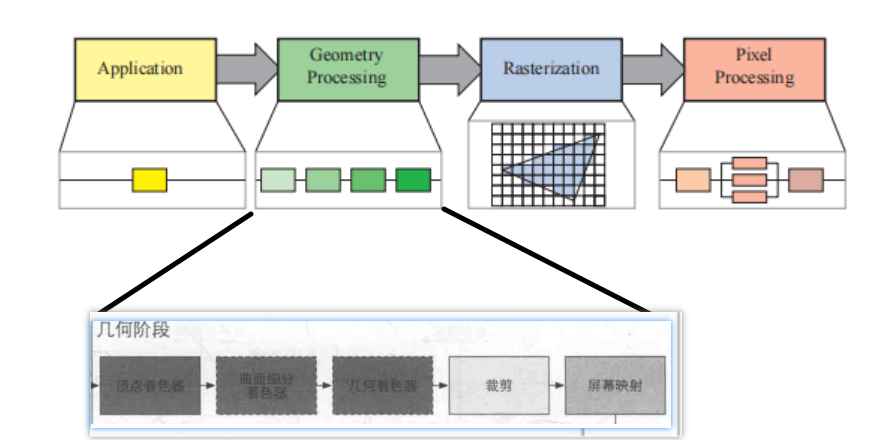 Application
Geometry
Processing
Rasterization
Pixel
Processing
几何阶段
顶点着色器
曲面细分
着色器
几何着色器
裁剪
屏幕映射